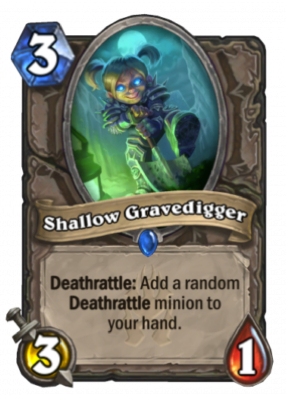 3
Shallow Gravedigger
Deathrattle: Add a random
Deathrattle minion to
your hand.
3
1